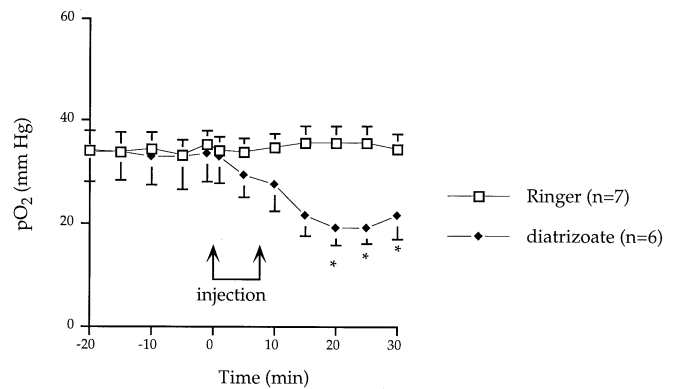 60
40
20
0
pO2 (mm Hg)
-20 -10 0 10 20 30
Time (min)
injection
* * *
Ringer (n=7)
diatrizoate (n=6)